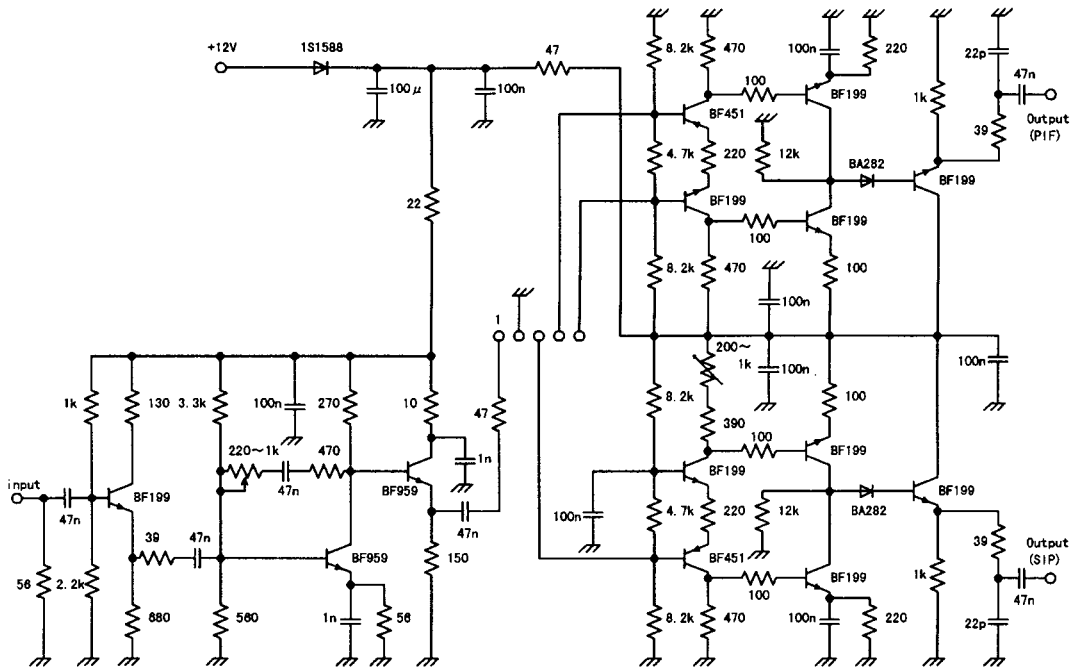 +12V
1S1588
100μ
100n
47
22
8.2k
470
100n
220
22p
47n
100
BF199
BF451
1k
39
Output
(PIF)
4.7k
220
12k
BA282
BF199
BF199
100
BF199
8.2k
470
100
100n
1
200〜
1k
100n
100n
1k
130
3.3k
100n
270
10
47
8.2k
390
100
100
BF199
220〜1k
47n
470
BF959
1n
input
47n
BF199
BF199
BF199
100n
4.7k
220
12k
BA282
39
47n
BF959
47n
150
BF451
39
Output
(SIP)
56
2.2k
680
560
1n
56
8.2k
470
100
BF199
100n
220
1k
22p
47n